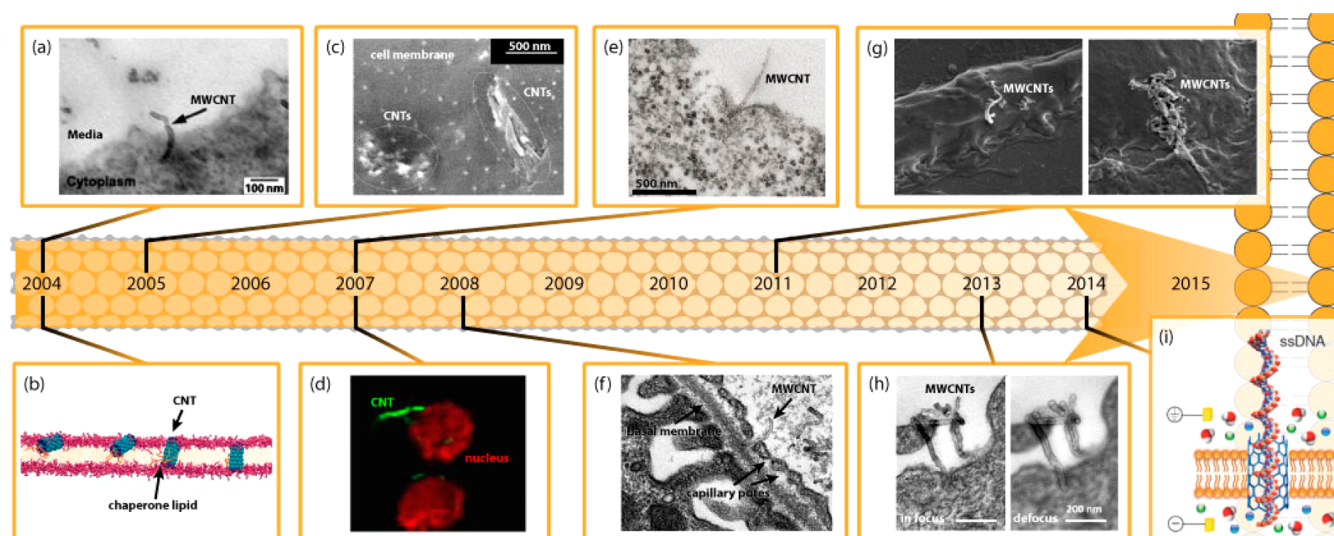 (a)
MWCNT
Media
Cytoplasm
100 nm
(c)
cell membrane
500 nm
CNTs
CNTs
(e)
MWCNT
500 nm
(g)
MWCNTs
MWCNTs
2004 2005 2006 2007 2008 2009 2010 2011 2012 2013 2014 2015
(b)
CNT
chaperone lipid
(d)
CNT
nucleus
(f)
MWCNT
basal membrane
capillary pores
(h)
MWCNTs
in focus
defocus
200 nm
(i)
ssDNA